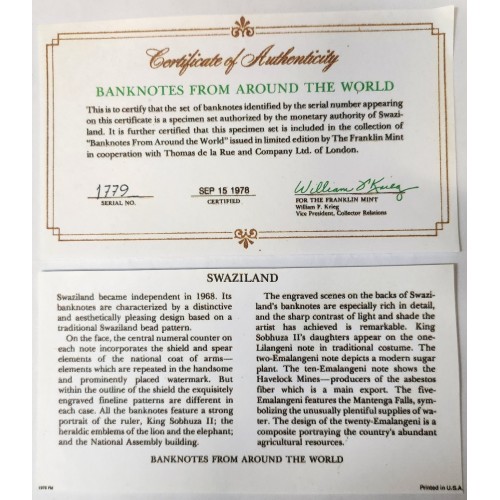 Certificate of Authenticity
BANKNOTES FROM AROUND THE WORLD
This is to certify that the set of banknotes identified by the serial number appearing
on this certificate is a specimen set authorized by the monetary authority of Swazi-
land. It is further certified that this specimen set is included in the collection of
"Banknotes From Around the World" issued in limited edition by The Franklin Mint
in cooperation with Thomas de la Rue and Company Ltd. of London.
1779
SERIAL NO.
SEP 15 1978
CERTIFIED
William F Krieg
FOR THE FRANKLIN MINT
William F. Krieg
Vice President, Collector Relations
SWAZILAND
Swaziland became independent in 1968. Its
banknotes are characterized by a distinctive
and aesthetically pleasing design based on a
traditional Swaziland bead pattern.
On the face, the central numeral counter on
each note incorporates the shield and spear
elements of the national coat of arms—
elements which are repeated in the handsome
and prominently placed watermark. But
within the outline of the shield the exquisitely
engraved fineline patterns are different in
each case. All the banknotes feature a strong
portrait of the ruler, King Sobhuza II; the
heraldic emblems of the lion and the elephant;
and the National Assembly building.
The engraved scenes on the backs of Swazi-
land's banknotes are especially rich in detail,
and the sharp contrast of light and shade the
artist has achieved is remarkable. King
Sobhuza II's daughters appear on the one-
Lilangeni note in traditional costume. The
two-Emalangeni note depicts a modern sugar
plant. The ten-Emalangeni note shows the
Havelock Mines—producers of the asbestos
fiber which is a main export. The five-
Emalangeni features the Mantenga Falls, sym-
bolizing the unusually plentiful supplies of wa-
ter. The design of the twenty-Emalangeni is a
composite portraying the country's abundant
agricultural resources.
BANKNOTES FROM AROUND THE WORLD
1978 FM
Printed in U.S.A.